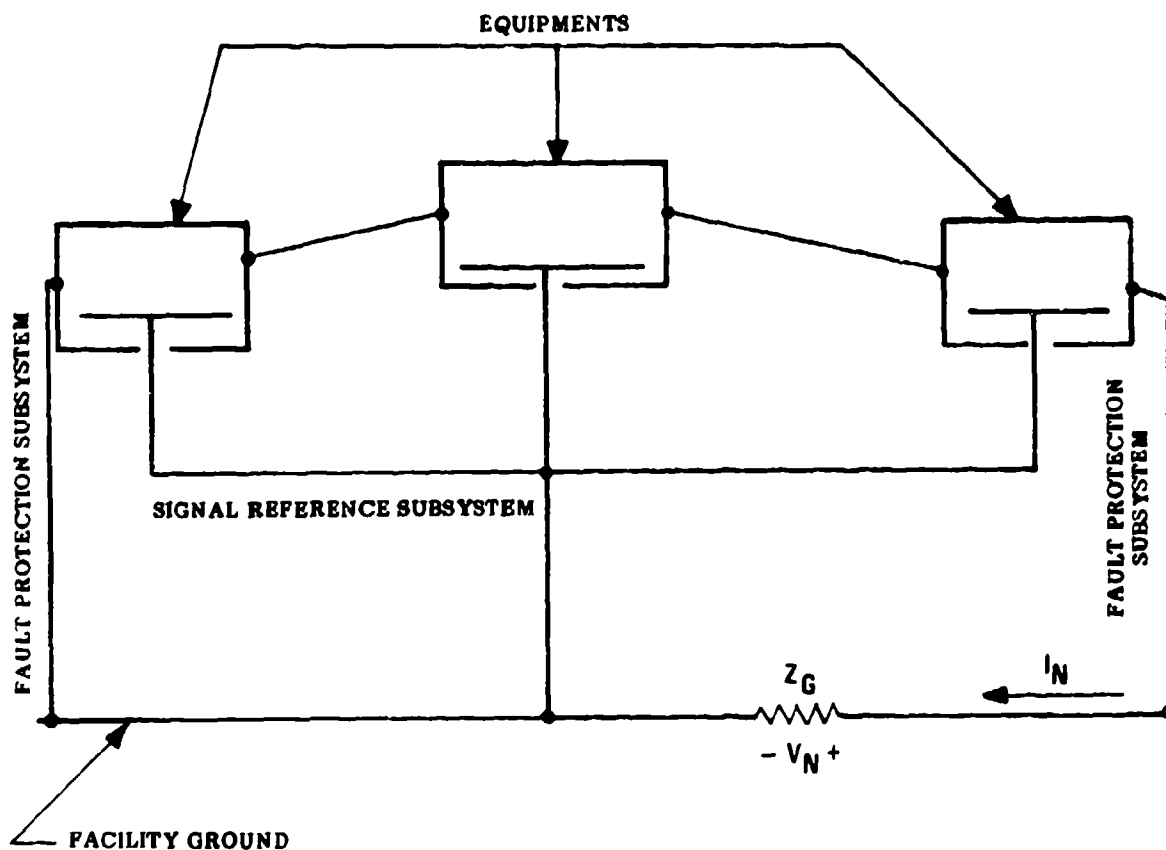 EQUIPMENTS
FAULT PROTECTION SUBSYSTEM
FAULT PROTECTION
SUBSYSTEM
SIGNAL REFERENCE SUBSYSTEM
Z_G
I_N
- V_N +
FACILITY GROUND